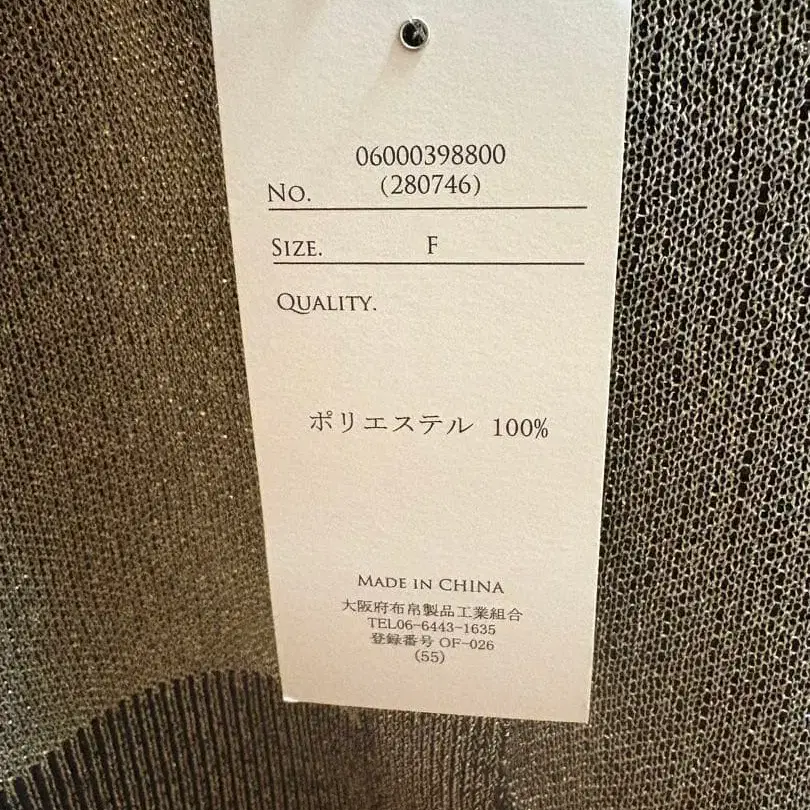 06000398800
No. (280746)
SIZE. F
QUALITY.
ポリエステル 100%
MADE IN CHINA
大阪府布帛製品工業組合
TEL06-6443-1635
登録番号 OF-026
(55)